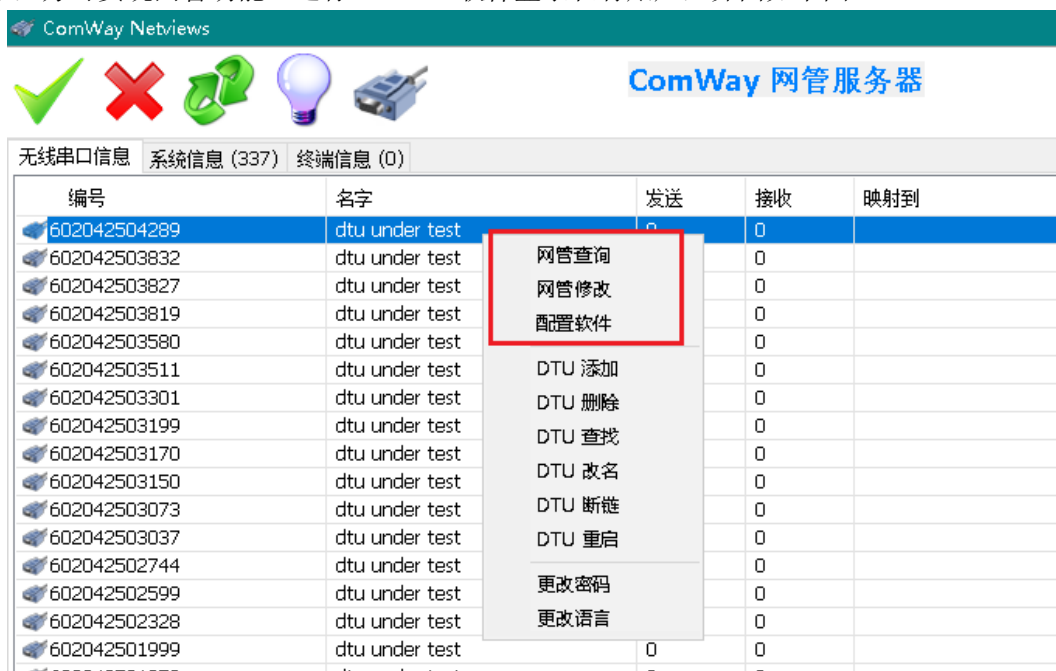 ComWay Netviews
ComWay 网管服务器
无线串口信息 系统信息 (337) 终端信息 (0)
编号 名字 发送 接收 映射到
602042504289 dtu under test 0 0
602042503832 dtu under test 0
602042503827 dtu under test 0
602042503819 dtu under test 0
602042503580 dtu under test 0
602042503511 dtu under test 0
602042503301 dtu under test 0
602042503199 dtu under test 0
602042503170 dtu under test 0
602042503150 dtu under test 0
602042503073 dtu under test 0
602042503037 dtu under test 0
602042502744 dtu under test 0
602042502599 dtu under test 0
602042502328 dtu under test 0
602042501999 dtu under test 0 0
网管查询
网管修改
配置软件
DTU 添加
DTU 删除
DTU 查找
DTU 改名
DTU 断链
DTU 重启
更改密码
更改语言